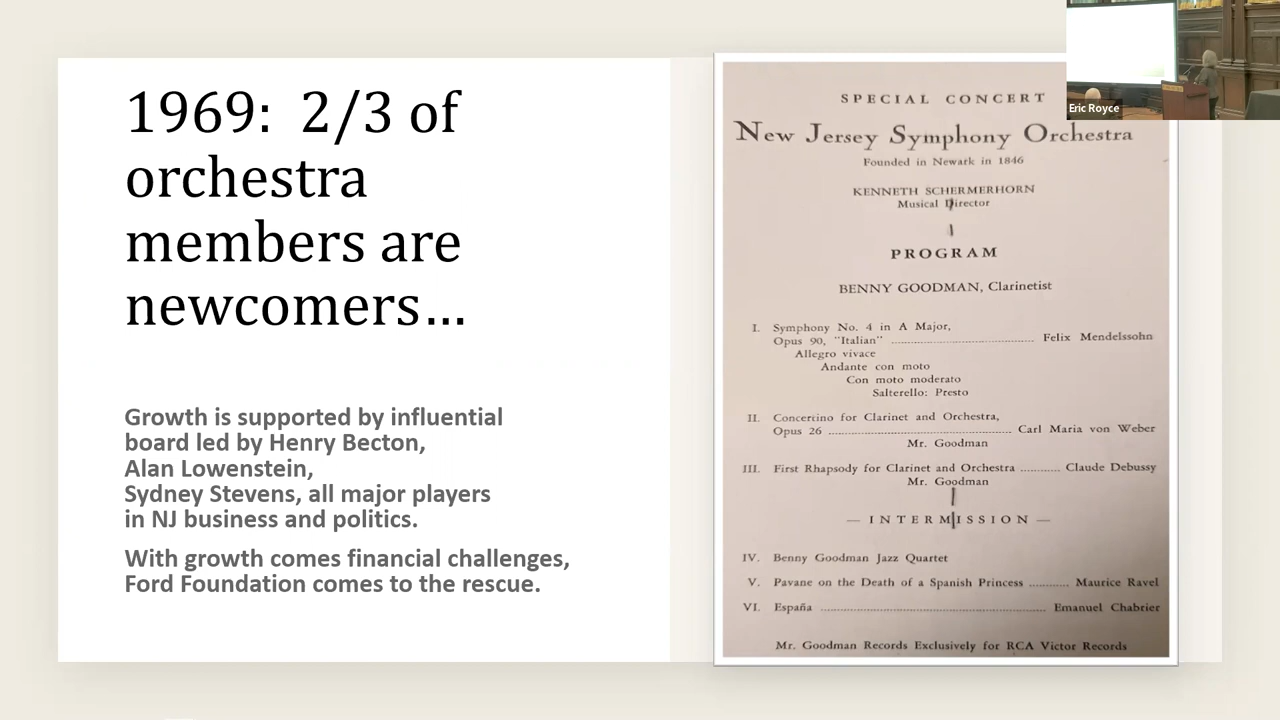 1969:  2/3 of
orchestra
members are
newcomers…
Growth is supported by influential
board led by Henry Becton,
Alan Lowenstein,
Sydney Stevens, all major players
in NJ business and politics.
With growth comes financial challenges,
Ford Foundation comes to the rescue.
SPECIAL CONCERT
New Jersey Symphony Orchestra
Founded in Newark in 1846
KENNETH SCHERMERHORN
Musical Director
PROGRAM
BENNY GOODMAN, Clarinetist
I. Symphony No. 4 in A Major,
Opus 90, "Italian" ........................................ Felix Mendelssohn
Allegro vivace
Andante con moto
Con moto moderato
Salterello: Presto
II. Concertino for Clarinet and Orchestra,
Opus 26 .................................................... Carl Maria von Weber
Mr. Goodman
III. First Rhapsody for Clarinet and Orchestra ........... Claude Debussy
Mr. Goodman
— INTERMISSION —
IV. Benny Goodman Jazz Quartet
V. Pavane on the Death of a Spanish Princess ........... Maurice Ravel
VI. España ................................................................ Emanuel Chabrier
Mr. Goodman Records Exclusively for RCA Victor Records
Eric Royce